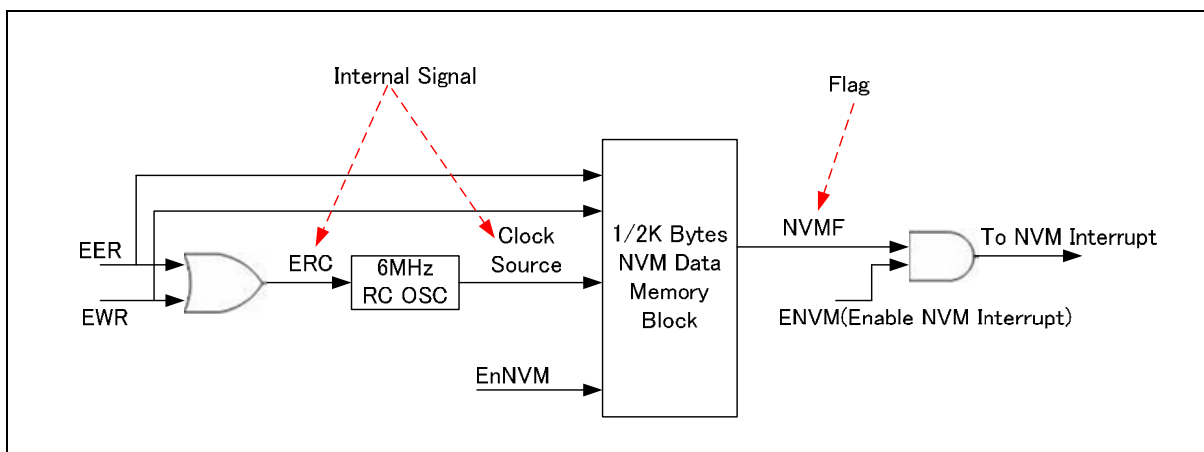 Internal Signal
Flag
EER
EWR
ERC
6MHz
RC OSC
Clock
Source
1/2K Bytes
NVM Data
Memory
Block
EnNVM
NVMF
To NVM Interrupt
ENVM(Enable NVM Interrupt)